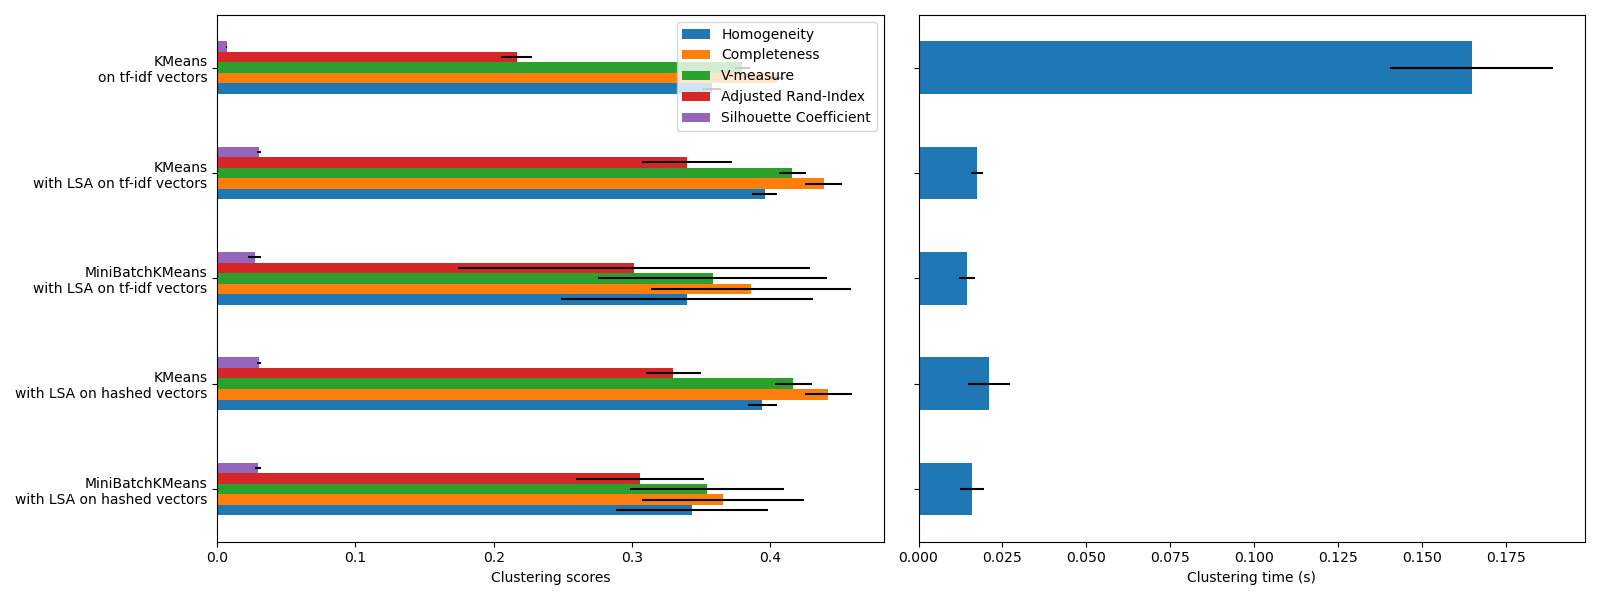 Homogeneity
Completeness
V-measure
Adjusted Rand-Index
Silhouette Coefficient
KMeans
on tf-idf vectors
KMeans
with LSA on tf-idf vectors
MiniBatchKMeans
with LSA on tf-idf vectors
KMeans
with LSA on hashed vectors
MiniBatchKMeans
with LSA on hashed vectors
0.0 0.1 0.2 0.3 0.4
Clustering scores
0.000 0.025 0.050 0.075 0.100 0.125 0.150 0.175
Clustering time (s)